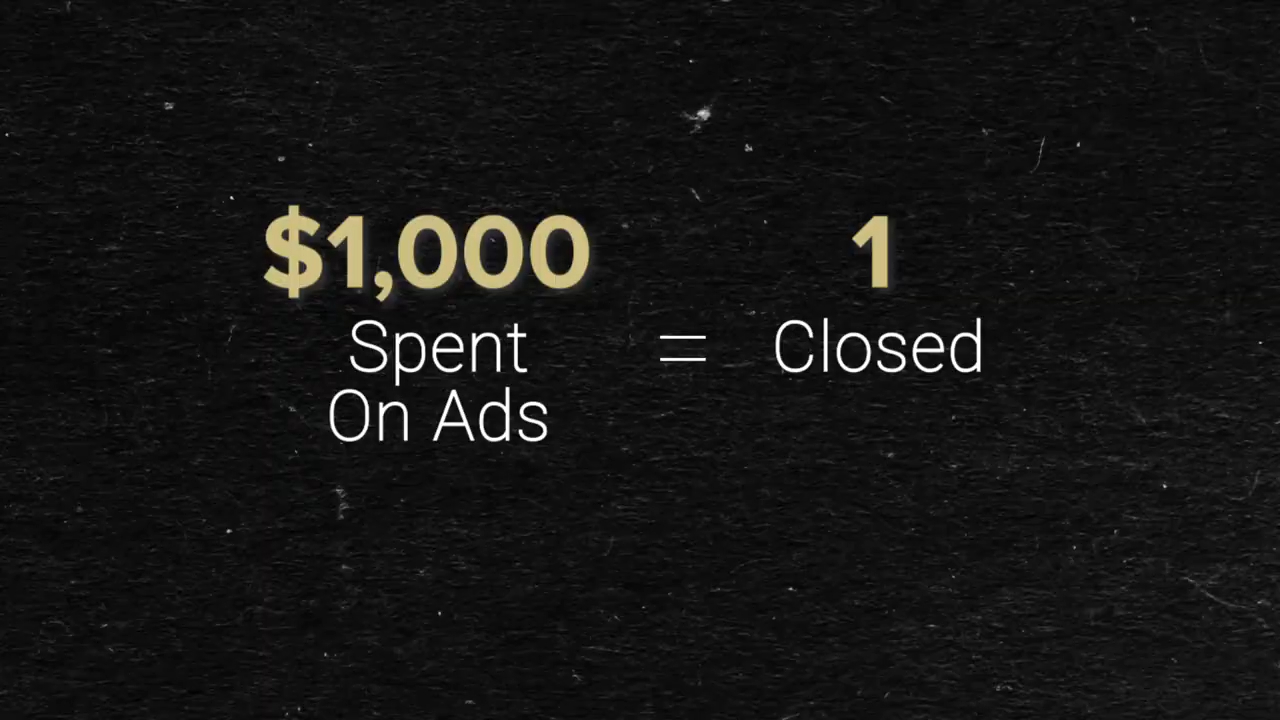 $1,000
Spent
On Ads
=
1
Closed